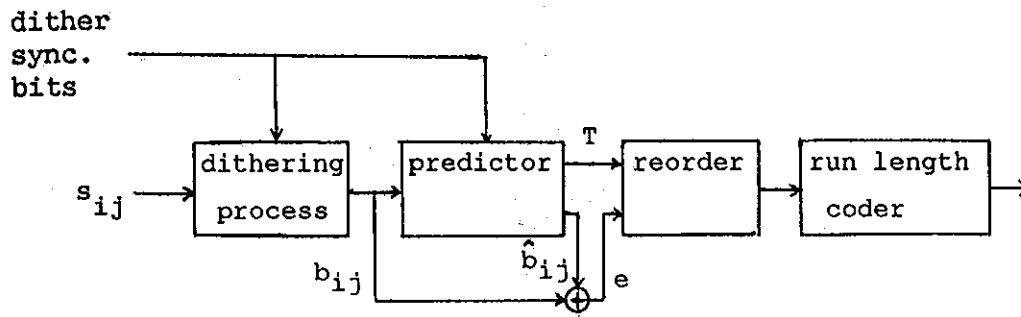 dither
sync.
bits
T
dithering
process
predictor
reorder
run length
coder
s_ij
b_ij
b̂_ij
e